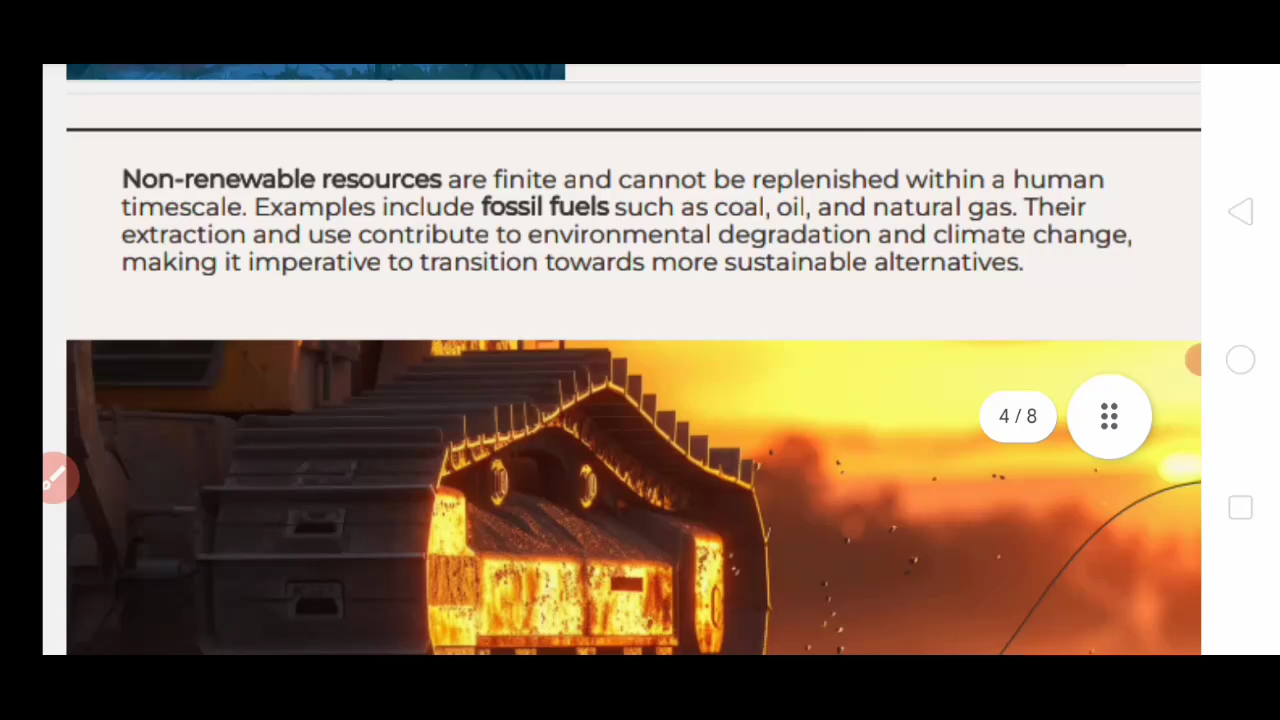 Non-renewable resources are finite and cannot be replenished within a human
timescale. Examples include fossil fuels such as coal, oil, and natural gas. Their
extraction and use contribute to environmental degradation and climate change,
making it imperative to transition towards more sustainable alternatives.
4 / 8